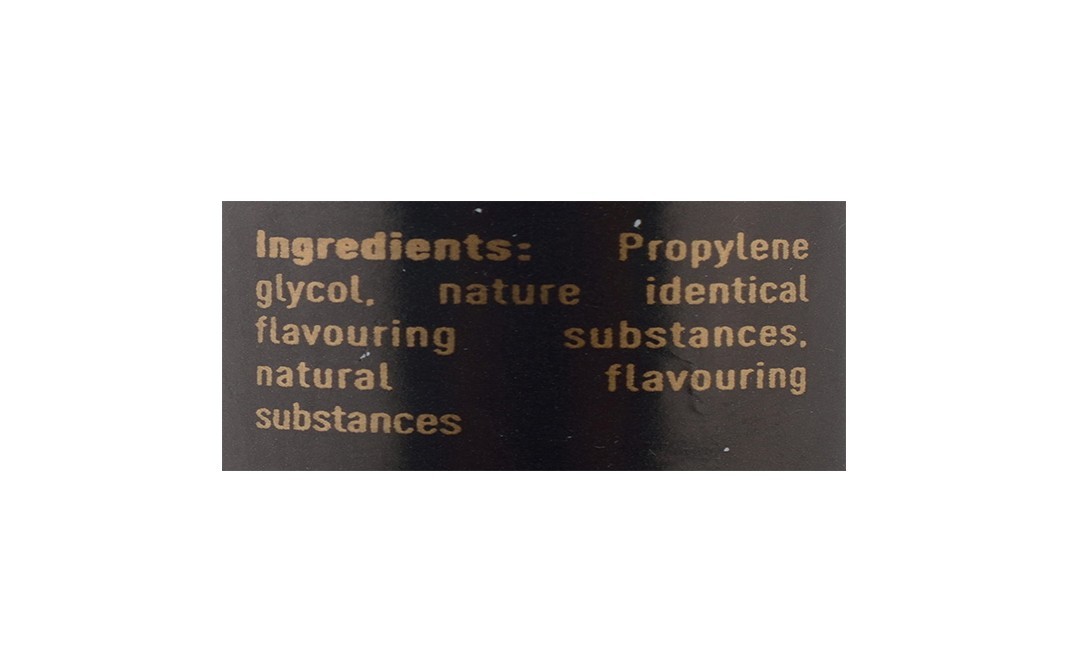 Ingredients: Propylene
glycol, nature identical
flavouring substances,
natural flavouring
substances